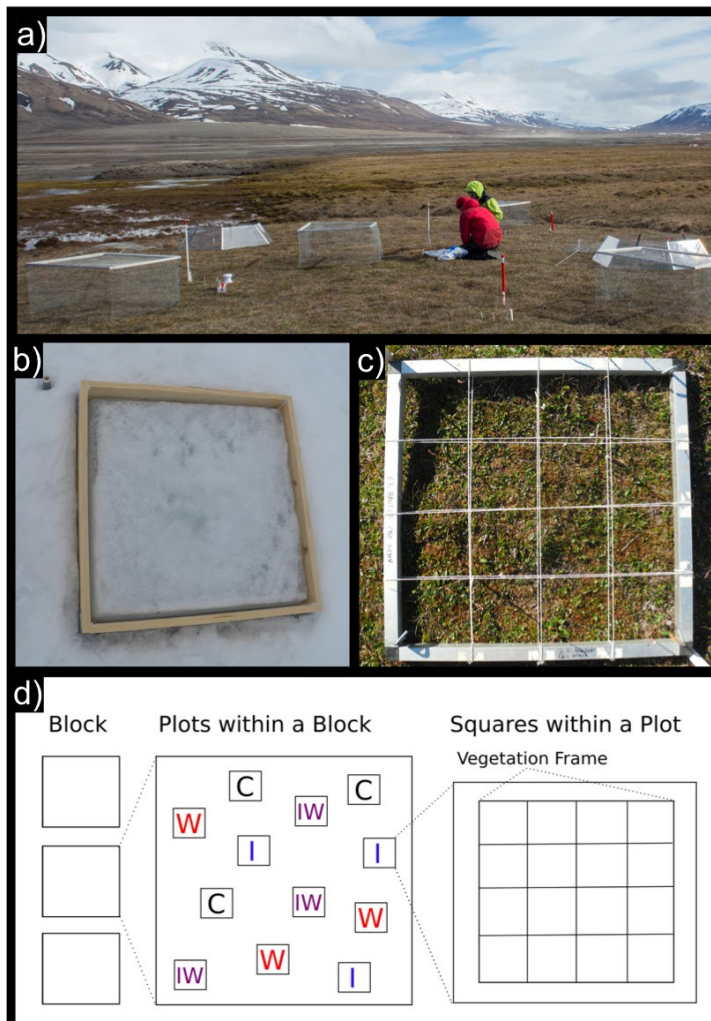 a)
b)
c)
d)
Block
Plots within a Block
Squares within a Plot
Vegetation Frame
C
C
IW
W
I
I
C
IW
W
W
IW
I